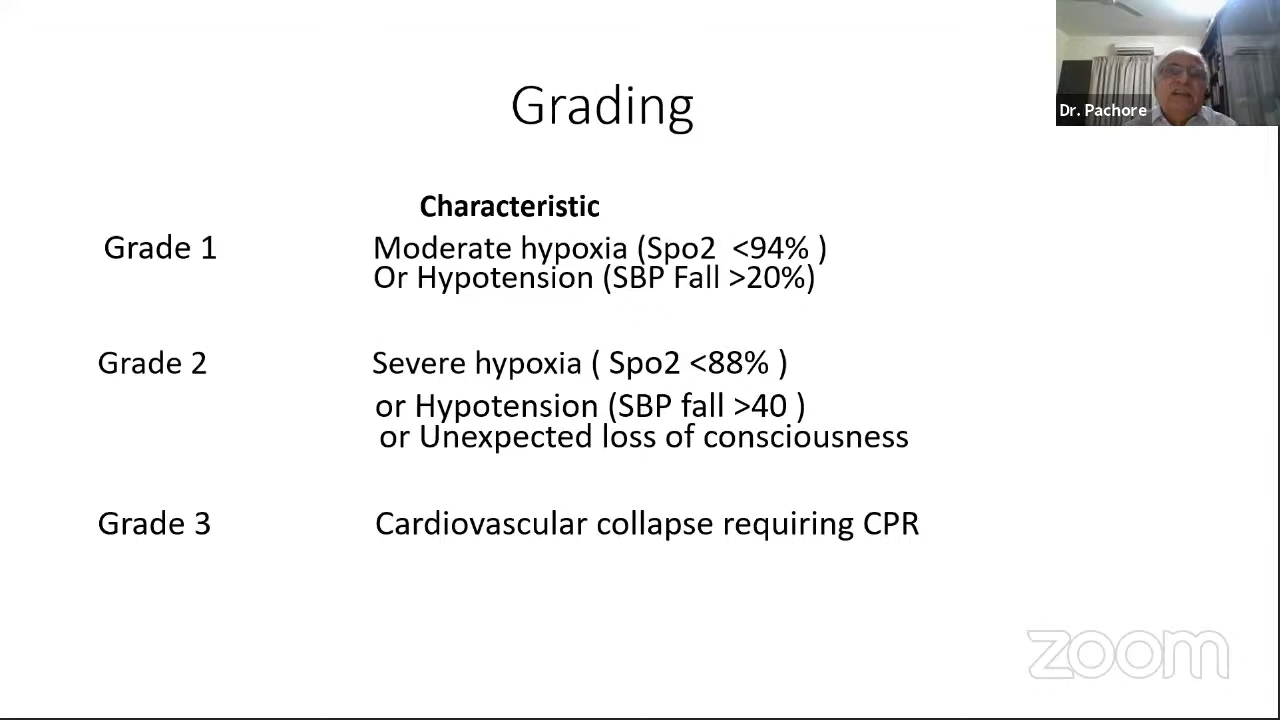 Dr. Pachore
Grading
Characteristic
Grade 1 Moderate hypoxia (Spo2 <94% )
Or Hypotension (SBP Fall >20%)
Grade 2 Severe hypoxia ( Spo2 <88% )
or Hypotension (SBP fall >40 )
or Unexpected loss of consciousness
Grade 3 Cardiovascular collapse requiring CPR
zoom